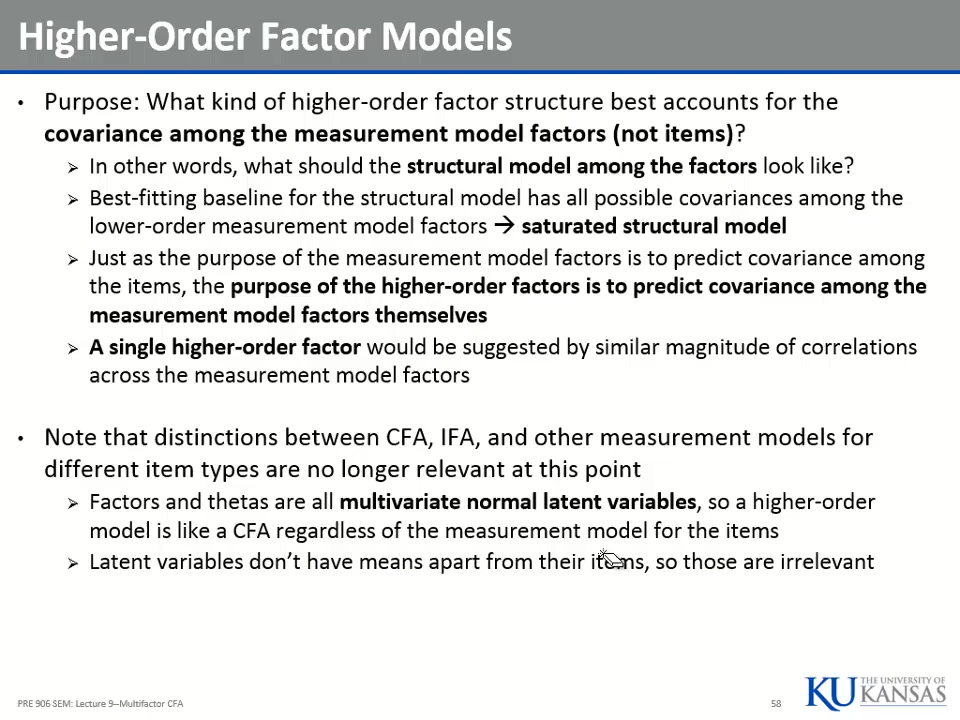 Higher-Order Factor Models
• Purpose: What kind of higher-order factor structure best accounts for the
covariance among the measurement model factors (not items)?
➢ In other words, what should the structural model among the factors look like?
➢ Best-fitting baseline for the structural model has all possible covariances among the
lower-order measurement model factors → saturated structural model
➢ Just as the purpose of the measurement model factors is to predict covariance among
the items, the purpose of the higher-order factors is to predict covariance among the
measurement model factors themselves
➢ A single higher-order factor would be suggested by similar magnitude of correlations
across the measurement model factors
• Note that distinctions between CFA, IFA, and other measurement models for
different item types are no longer relevant at this point
➢ Factors and thetas are all multivariate normal latent variables, so a higher-order
model is like a CFA regardless of the measurement model for the items
➢ Latent variables don’t have means apart from their items, so those are irrelevant
PRE 906 SEM: Lecture 9--Multifactor CFA
58
KU THE UNIVERSITY OF
KANSAS